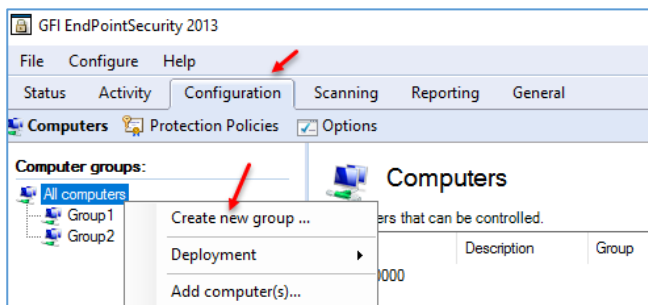 GFI EndPointSecurity 2013
File Configure Help
Status Activity Configuration Scanning Reporting General
Computers Protection Policies Options
Computer groups:
All computers
Group1
Group2
Create new group ...
Deployment
Add computer(s)...
Computers
ers that can be controlled.
Description Group
0000